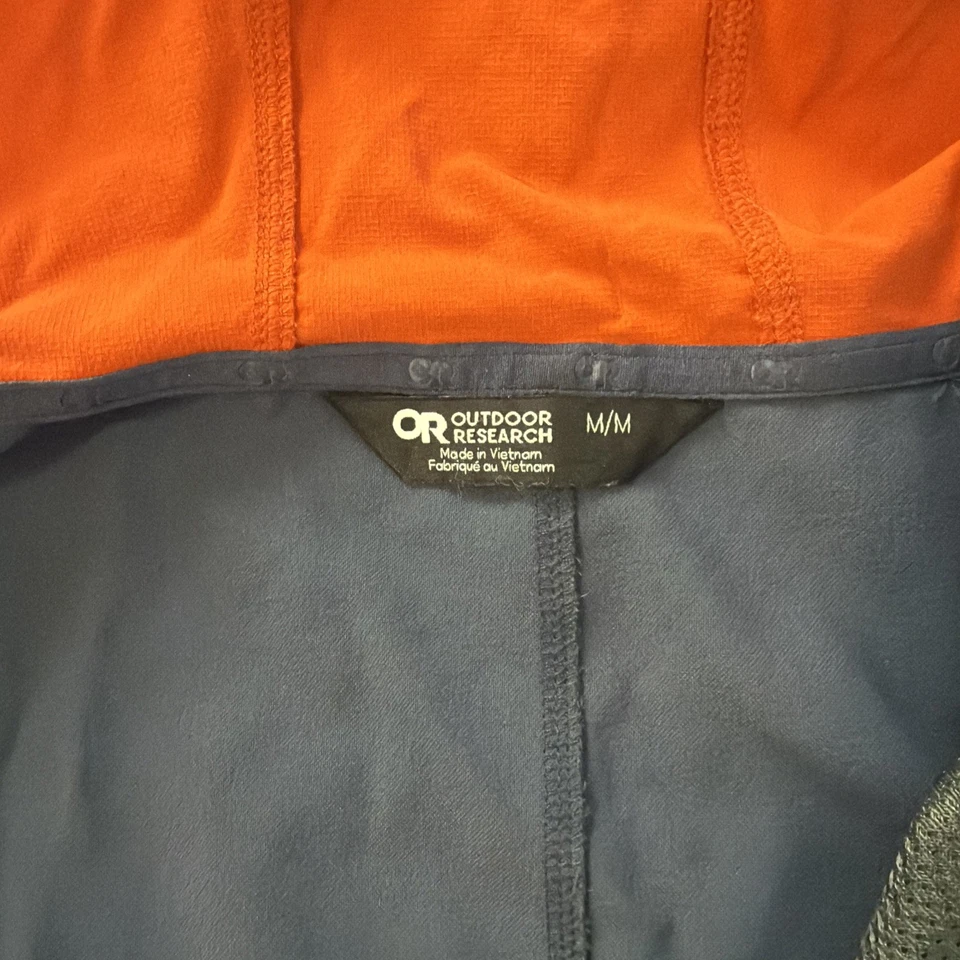 OR OUTDOOR
RESEARCH
M/M
Made in Vietnam
Fabriqué au Vietnam